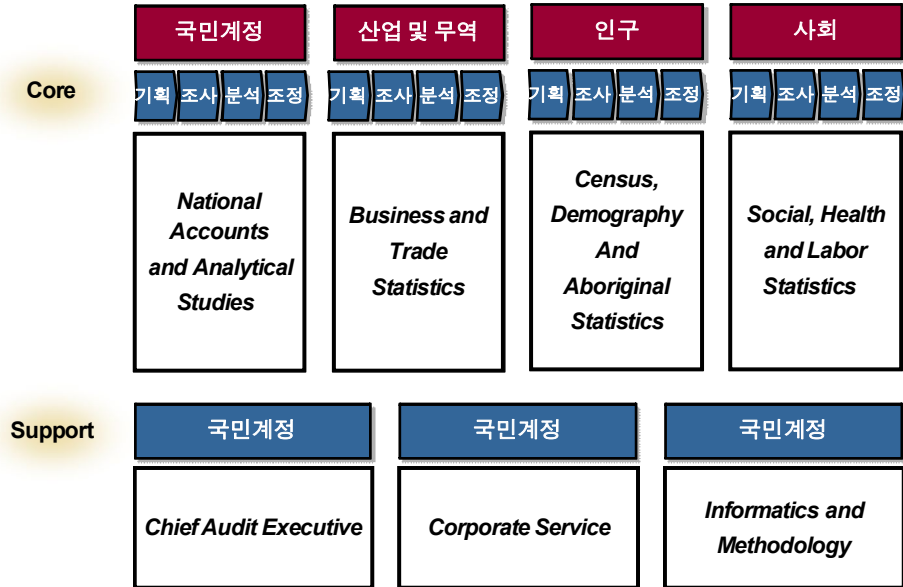 국민계정
산업 및 무역
인구
사회
Core
기획 조사 분석 조정
기획 조사 분석 조정
기획 조사 분석 조정
기획 조사 분석 조정
National
Accounts
and Analytical
Studies
Business and
Trade
Statistics
Census,
Demography
And
Aboriginal
Statistics
Social, Health
and Labor
Statistics
Support
국민계정
국민계정
국민계정
Chief Audit Executive
Corporate Service
Informatics and
Methodology